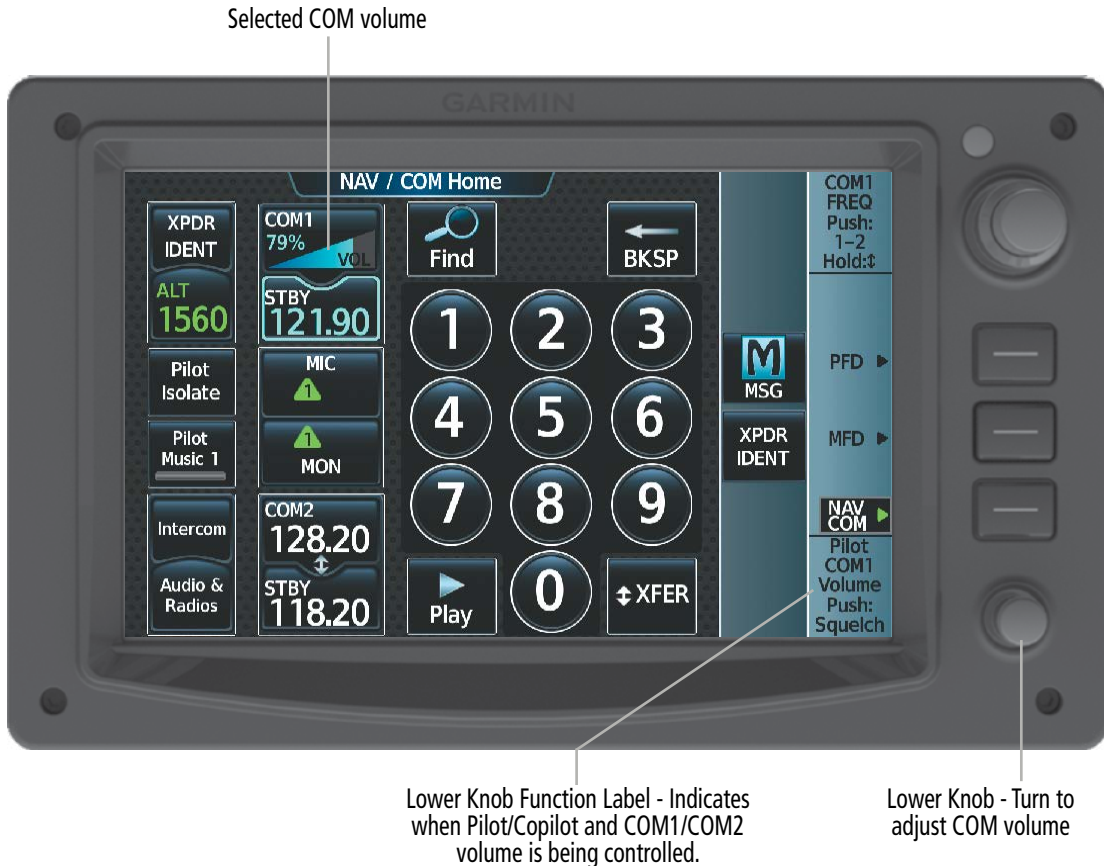 Selected COM volume
GARMIN
NAV / COM Home
XPDR
IDENT
ALT
1560
Pilot
Isolate
Pilot
Music 1
Intercom
Audio &
Radios
COM1
79%
VOL
STBY
121.90
MIC
1
1
MON
COM2
128.20
STBY
118.20
Find
BKSP
1 2 3
4 5 6
7 8 9
Play
0
XFER
MSG
XPDR
IDENT
COM1
FREQ
Push:
1–2
Hold:↕
PFD
MFD
NAV
COM
Pilot
COM1
Volume
Push:
Squelch
Lower Knob Function Label - Indicates
when Pilot/Copilot and COM1/COM2
volume is being controlled.
Lower Knob - Turn to
adjust COM volume